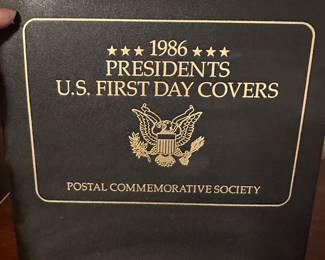 ★★★ 1986 ★★★
PRESIDENTS
U.S. FIRST DAY COVERS
POSTAL COMMEMORATIVE SOCIETY